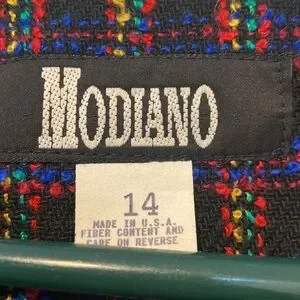 MODIANO
14
MADE IN U.S.A.
FIBER CONTENT AND
CARE ON REVERSE